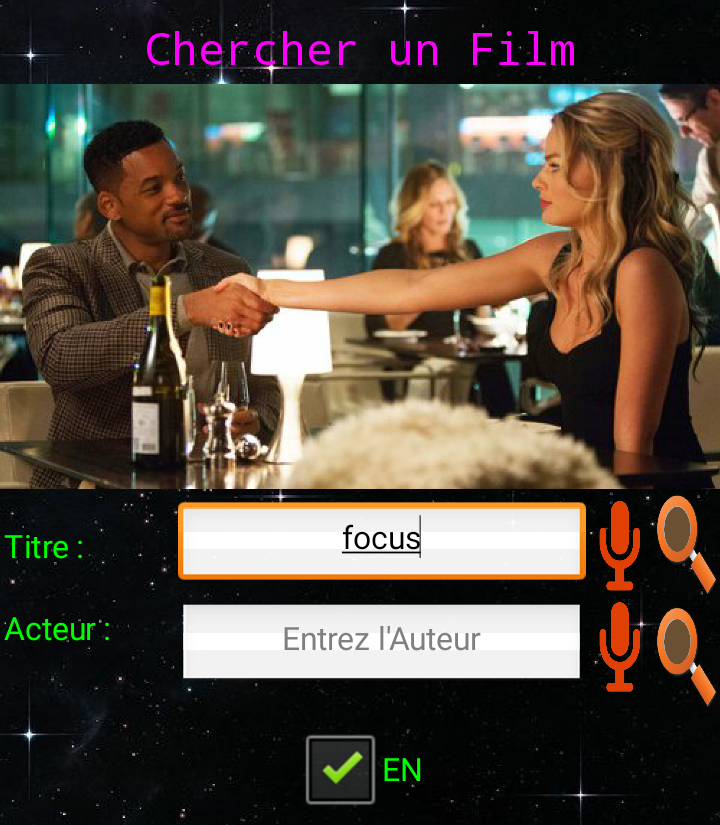 Chercher un Film
Titre :
focus
Acteur :
Entrez l'Auteur
EN